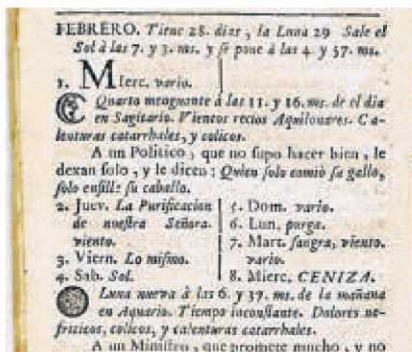 FEBRERO. Tiene 28. dias, la Luna 29 Sale el
Sol à las 7. y 3. ms. y se pone à las 4. y 57. ms.
1. MIerc. vario.
Quarto menguante à las 11. y 16. ms. de el dia
en Sagitario. Vientos recios Aquilonares. Ca-
lenturas catarrhales, y colicos.
A un Politico, que no supo hacer bien, le
dexan solo, y le dicen: Quien solo comiò su gallo,
solo ensille su caballo.
2. Juev. La Purificacion
de nuestra Señora.
viento.
3. Viern. Lo mismo.
4. Sab. Sol.
5. Dom. vario.
6. Lun. purga.
7. Mart. sangra, viento.
vario.
8. Mierc. CENIZA.
Luna nueva à las 6. y 37. ms. de la mañana
en Aquario. Tiempo inconstante. Dolores ne-
friticos, colicos, y calenturas catarrhales.
A un Ministro, que promete mucho, y no